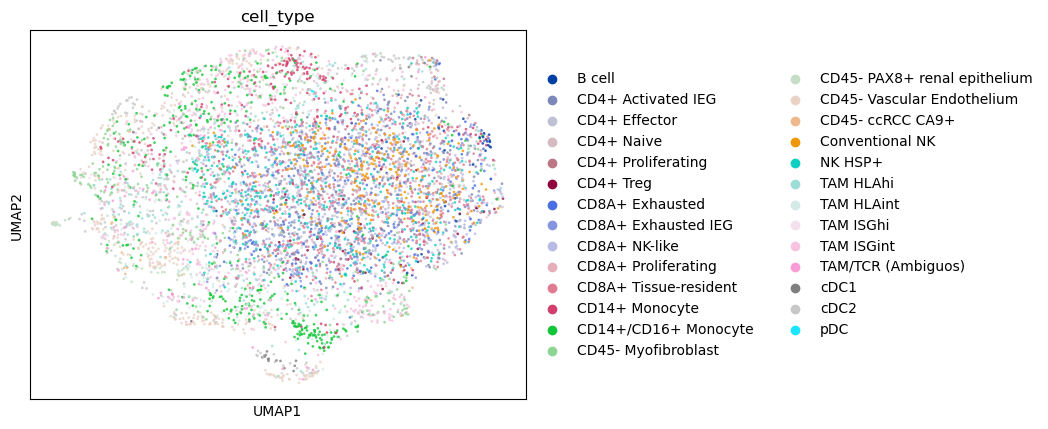 cell_type
UMAP2
UMAP1
B cell
CD4+ Activated IEG
CD4+ Effector
CD4+ Naive
CD4+ Proliferating
CD4+ Treg
CD8A+ Exhausted
CD8A+ Exhausted IEG
CD8A+ NK-like
CD8A+ Proliferating
CD8A+ Tissue-resident
CD14+ Monocyte
CD14+/CD16+ Monocyte
CD45- Myofibroblast
CD45- PAX8+ renal epithelium
CD45- Vascular Endothelium
CD45- ccRCC CA9+
Conventional NK
NK HSP+
TAM HLAhi
TAM HLAint
TAM ISGhi
TAM ISGint
TAM/TCR (Ambiguos)
cDC1
cDC2
pDC